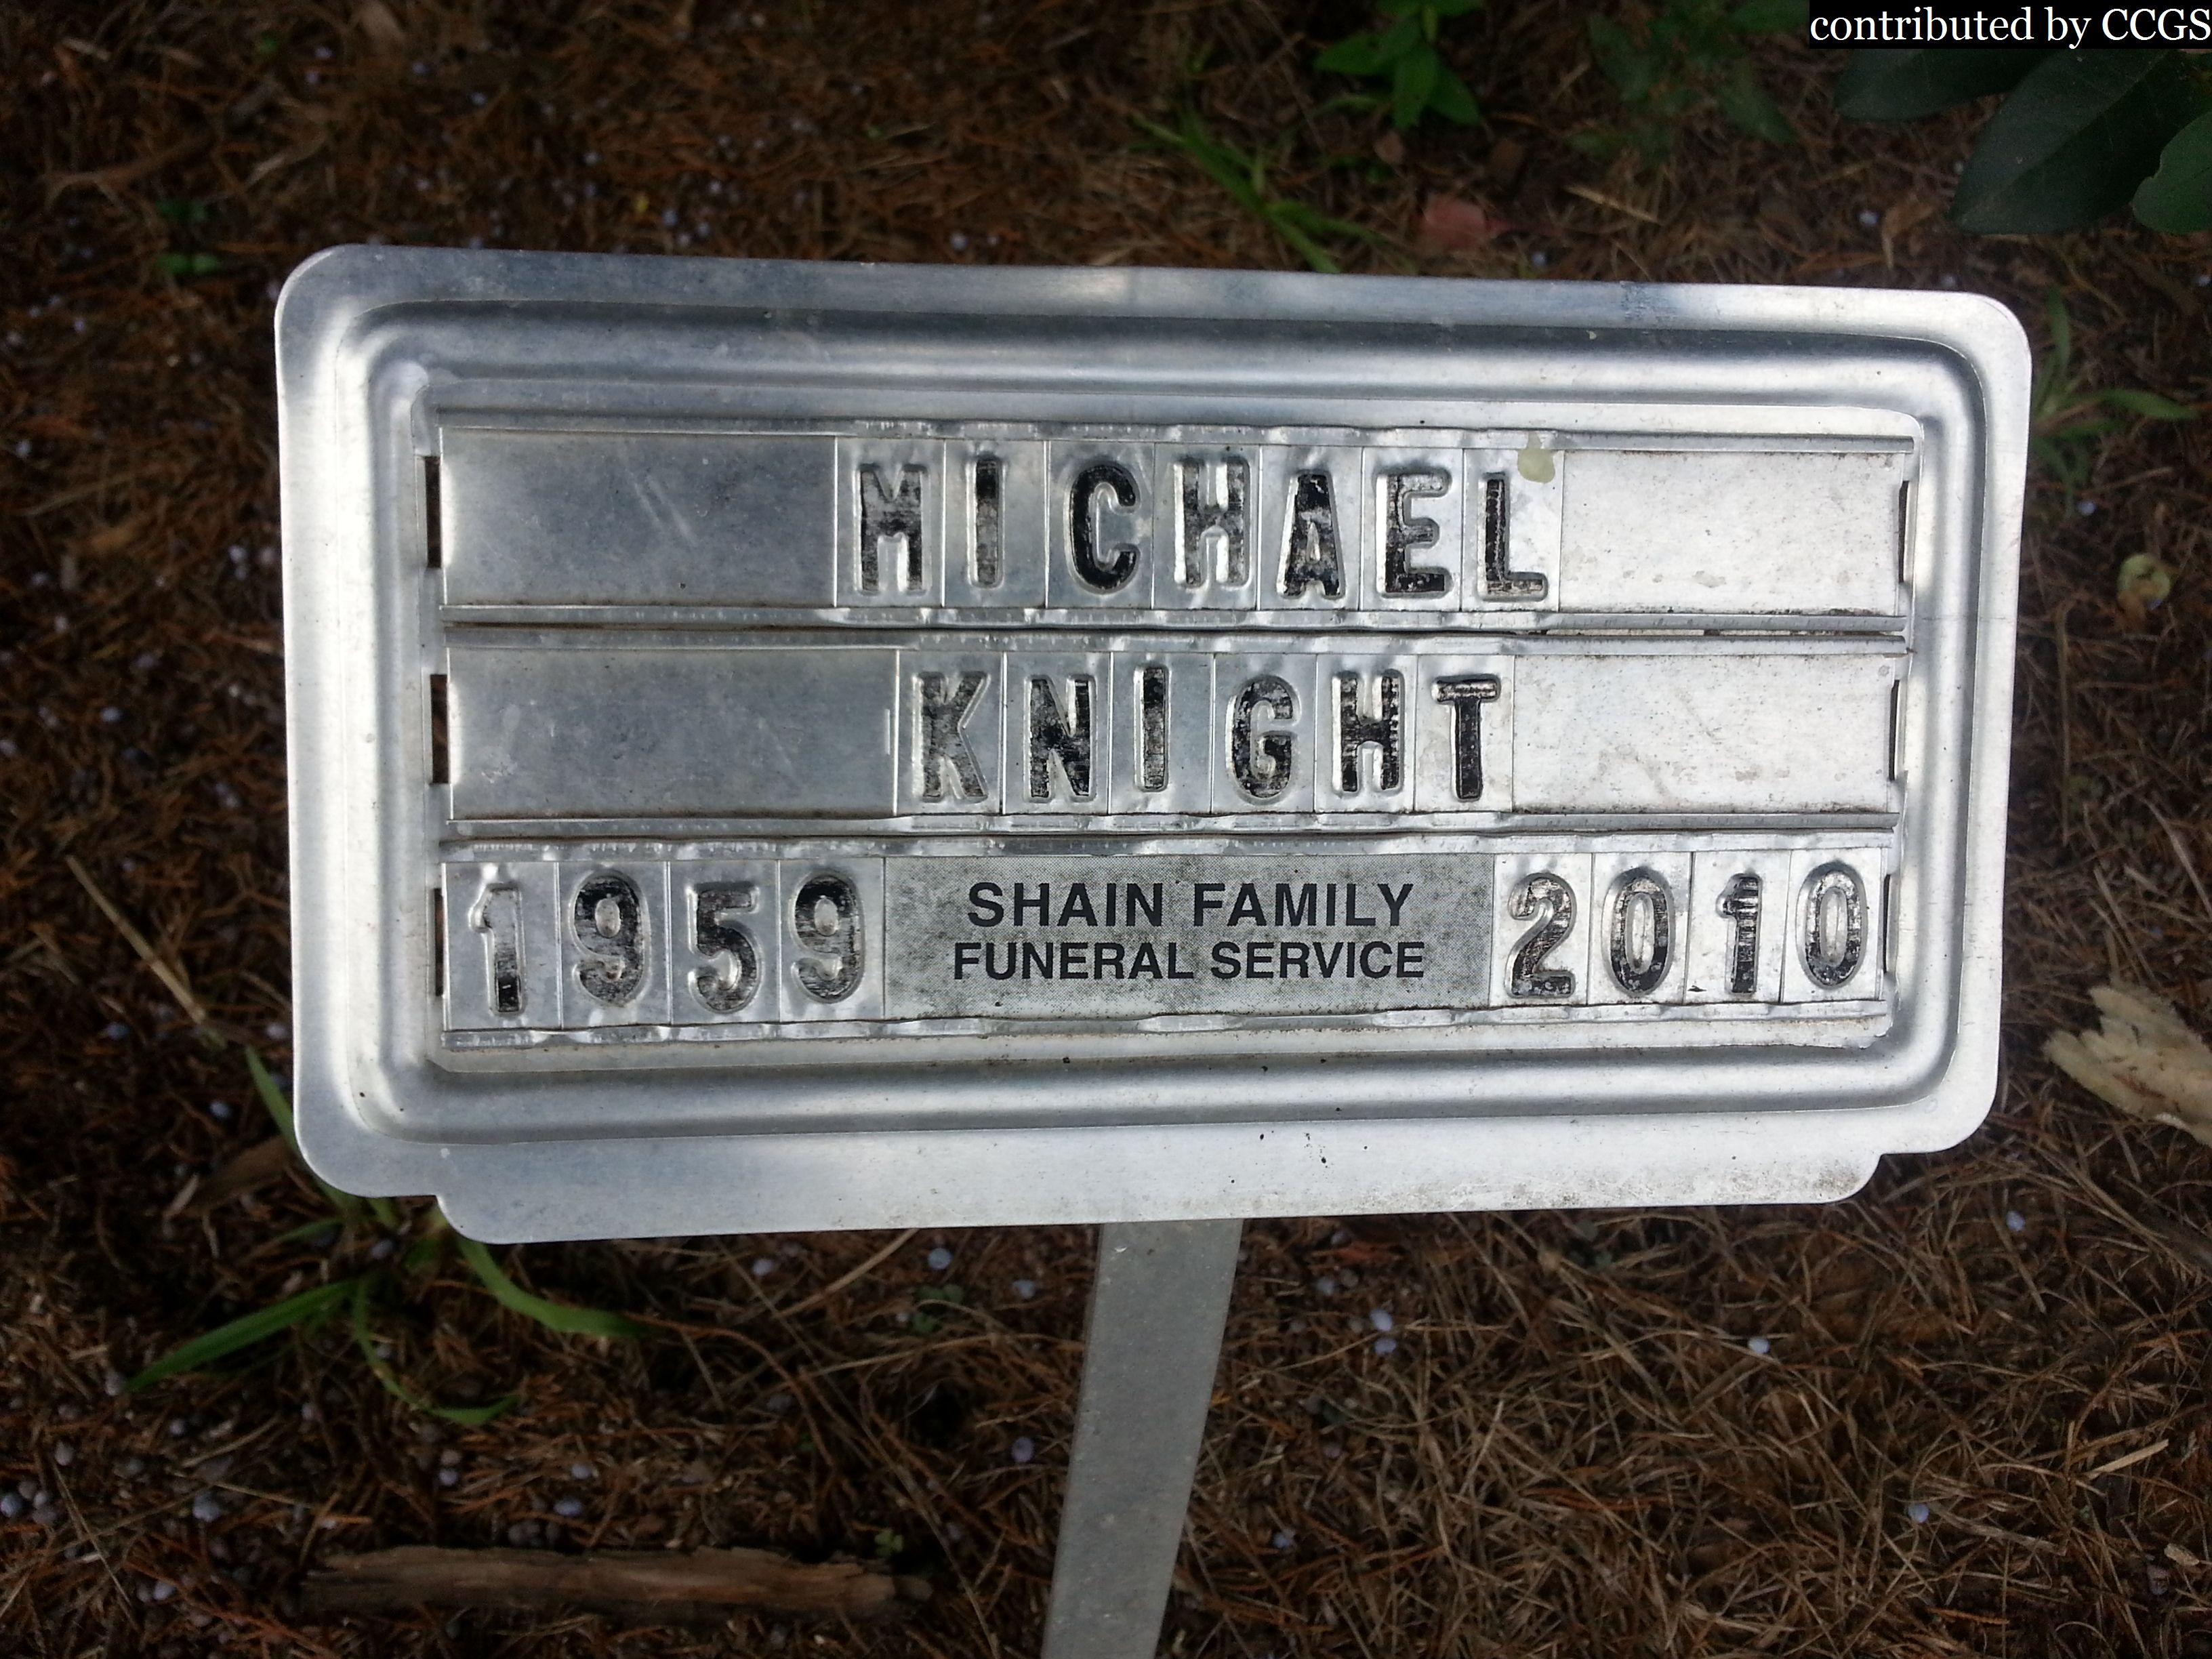 contributed by CCGS
MICHAEL
KNIGHT
1959 SHAIN FAMILY FUNERAL SERVICE 2010